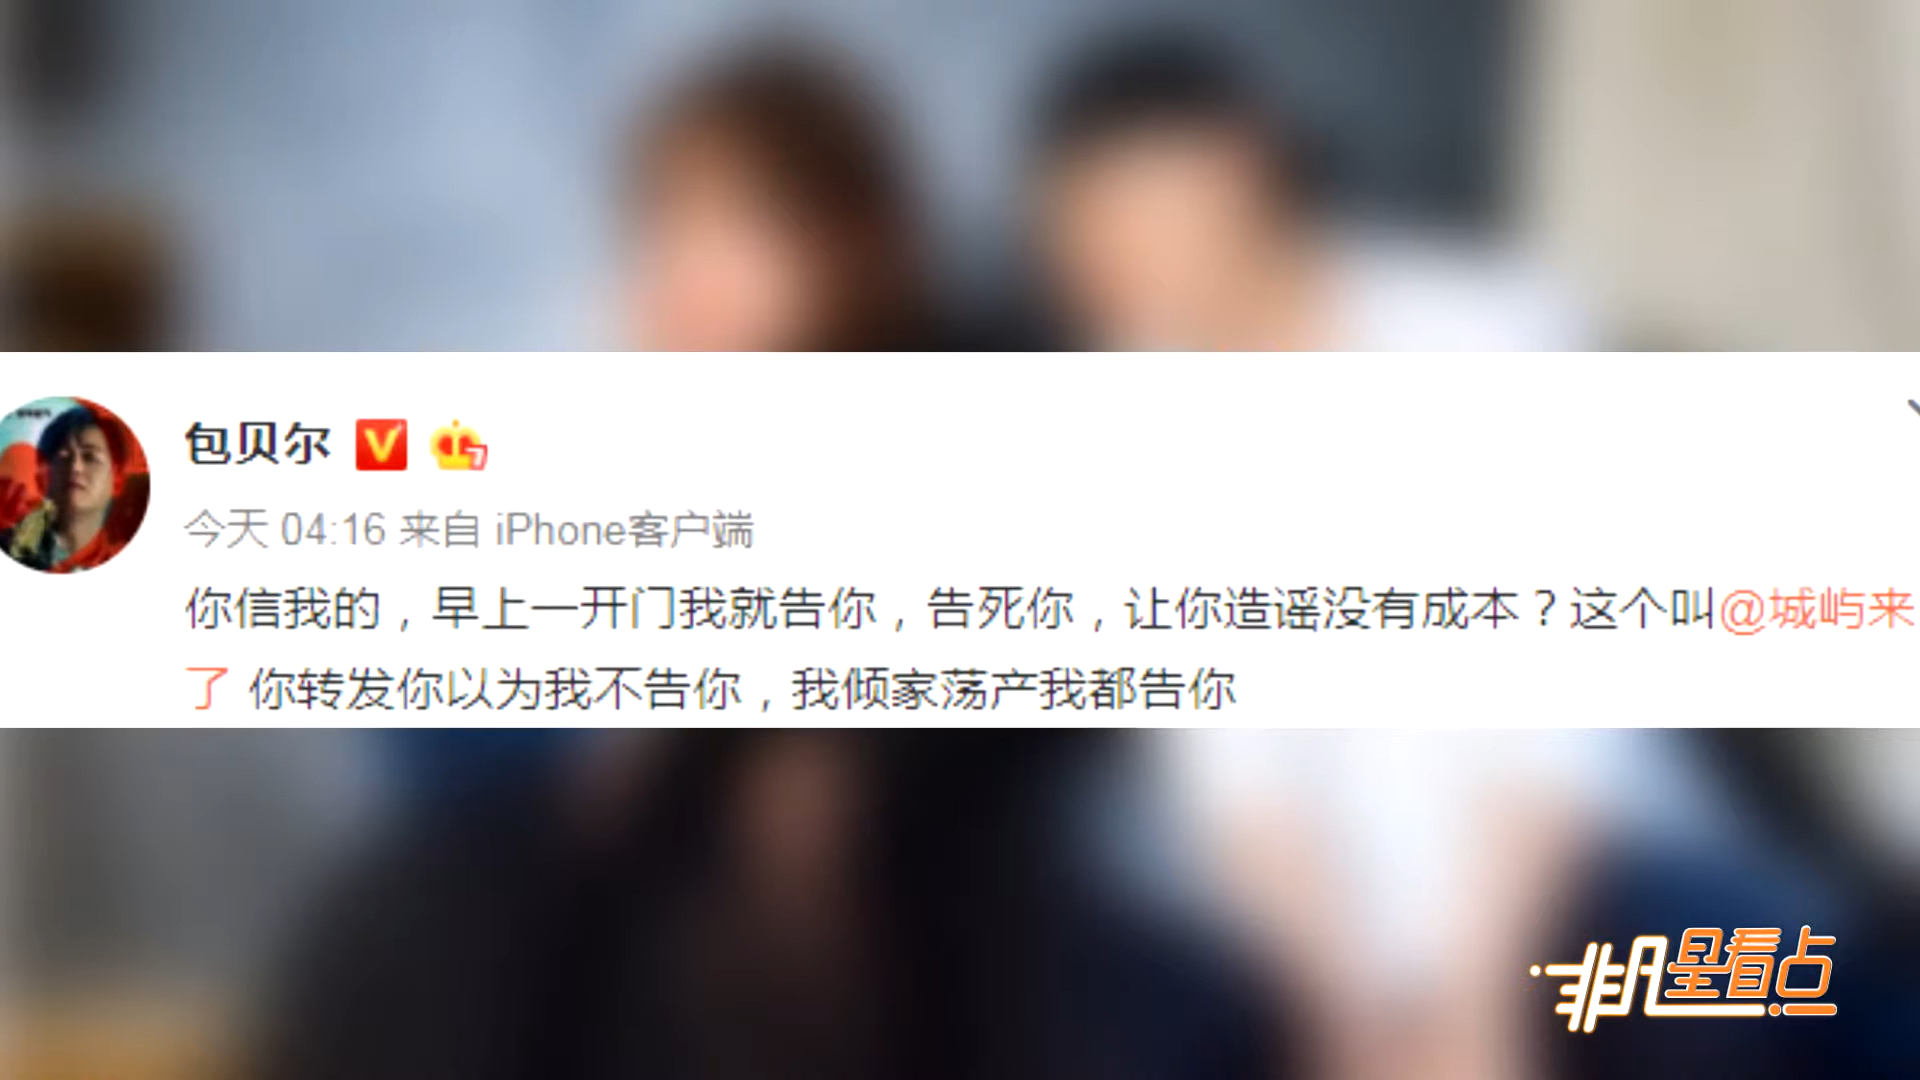 包贝尔
今天 04:16 来自 iPhone客户端
你信我的，早上一开门我就告你，告死你，让你造谣没有成本？这个叫@城屿来
了 你转发你以为我不告你，我倾家荡产我都告你
非凡星看点